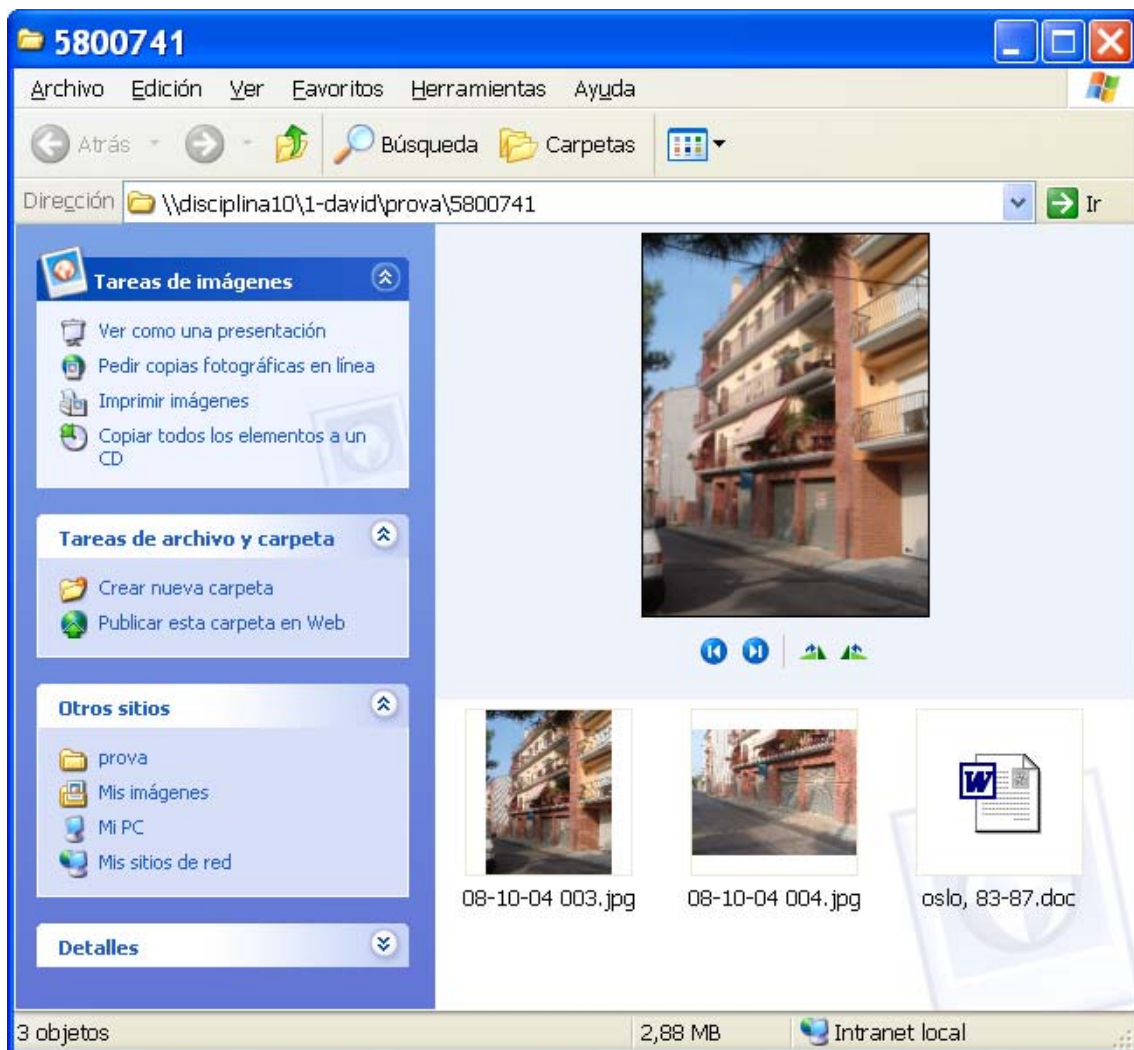 5800741
Archivo Edición Ver Favoritos Herramientas Ayuda
Atrás Búsqueda Carpetas
Dirección \\disciplina10\1-david\prova\5800741 Ir
Tareas de imágenes
Ver como una presentación
Pedir copias fotográficas en línea
Imprimir imágenes
Copiar todos los elementos a un
CD
Tareas de archivo y carpeta
Crear nueva carpeta
Publicar esta carpeta en Web
Otros sitios
prova
Mis imágenes
Mi PC
Mis sitios de red
Detalles
08-10-04 003.jpg
08-10-04 004.jpg
W
oslo, 83-87.doc
3 objetos
2,88 MB
Intranet local